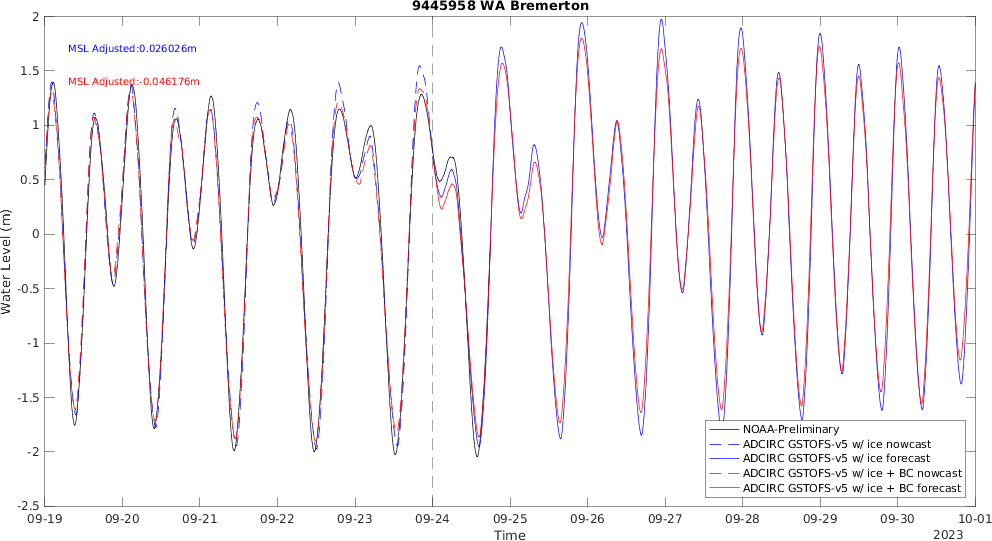 9445958 WA Bremerton
MSL Adjusted:0.026026m
MSL Adjusted:-0.046176m
Water Level (m)
2
1.5
1
0.5
0
-0.5
-1
-1.5
-2
-2.5
NOAA-Preliminary
ADCIRC GSTOFS-v5 w/ ice nowcast
ADCIRC GSTOFS-v5 w/ ice forecast
ADCIRC GSTOFS-v5 w/ ice + BC nowcast
ADCIRC GSTOFS-v5 w/ ice + BC forecast
09-19 09-20 09-21 09-22 09-23 09-24 09-25 09-26 09-27 09-28 09-29 09-30 10-01
Time
2023